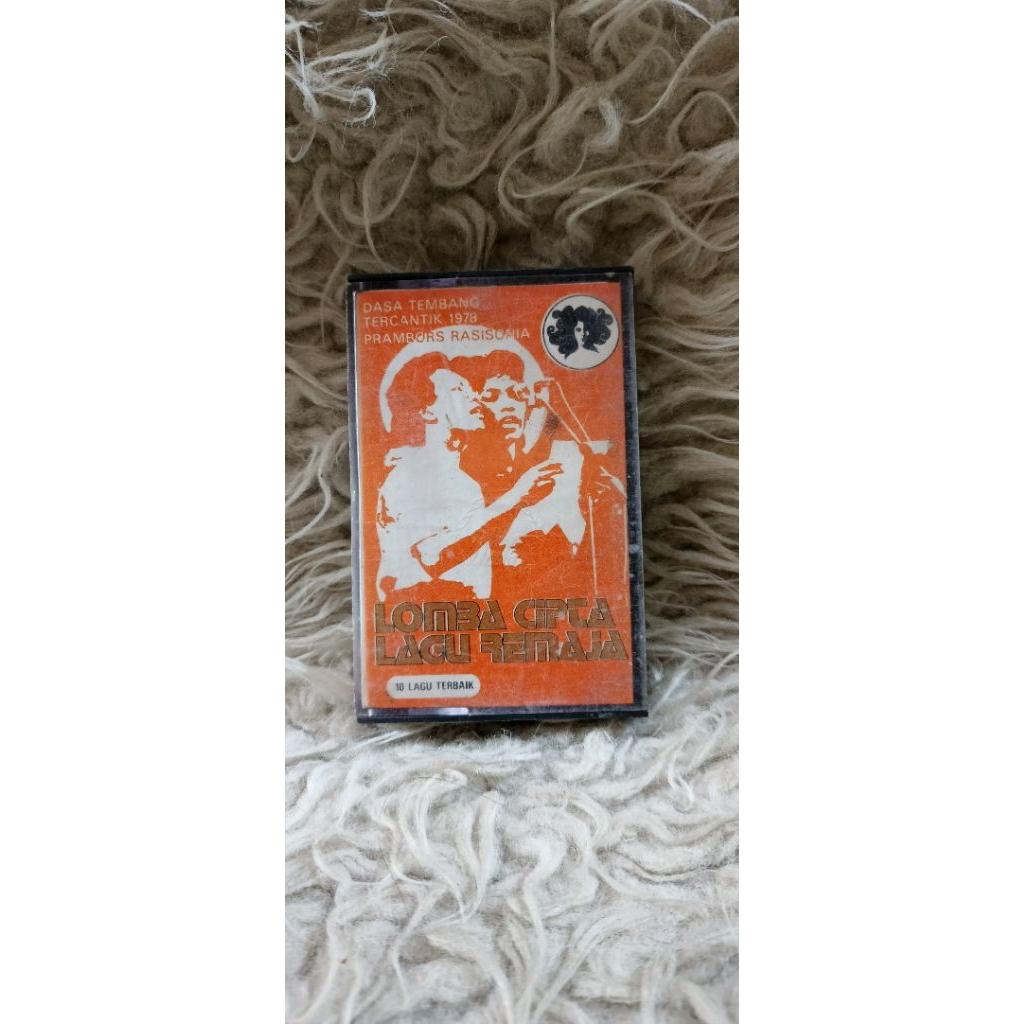 DASA TEMBANG
TERCANTIK 1978
PRAMBORS RASISONIA
LOMBA CIPTA
LAGU REMAJA
10 LAGU TERBAIK